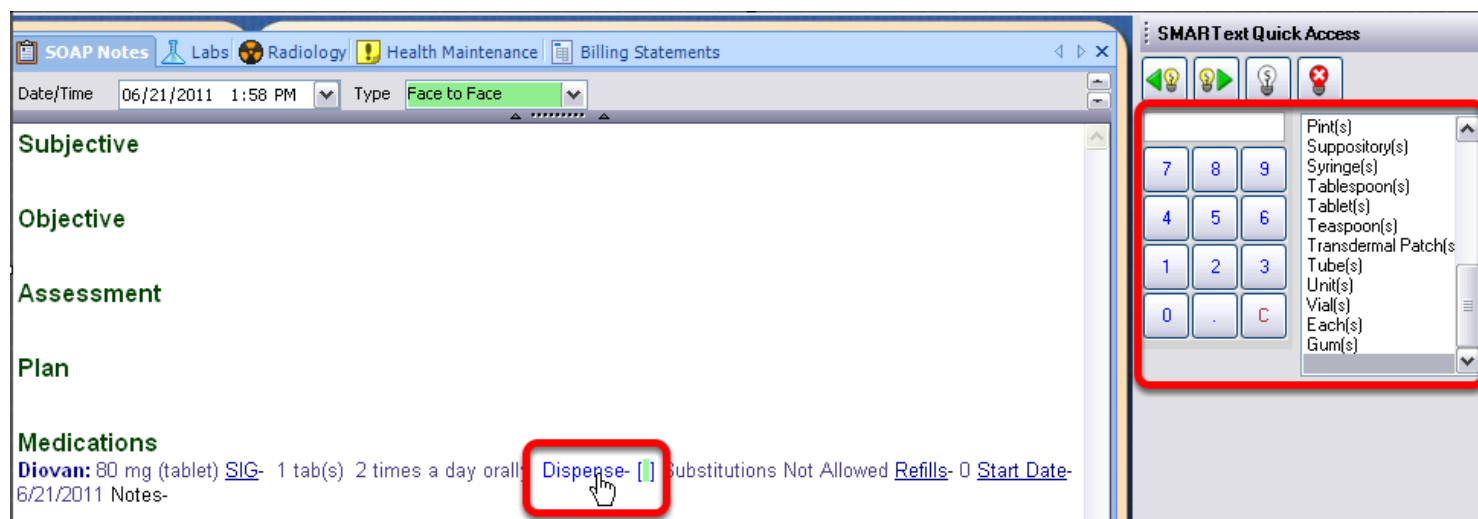 SOAP Notes Labs Radiology Health Maintenance Billing Statements
Date/Time 06/21/2011 1:58 PM Type Face to Face
Subjective
Objective
Assessment
Plan
Medications
Diovan: 80 mg (tablet) SIG- 1 tab(s) 2 times a day orally Dispense- [ ] Substitutions Not Allowed Refills- 0 Start Date-
6/21/2011 Notes-
SMARText Quick Access
7 8 9
4 5 6
1 2 3
0 . C
Pint(s)
Suppository(s)
Syringe(s)
Tablespoon(s)
Tablet(s)
Teaspoon(s)
Transdermal Patch(s
Tube(s)
Unit(s)
Vial(s)
Each(s)
Gum(s)